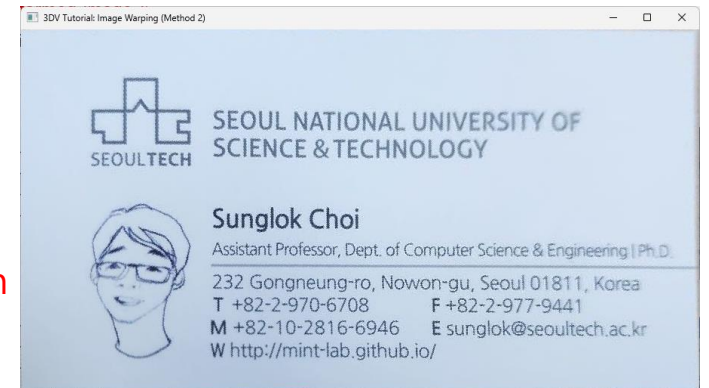 3DV Tutorial: Image Warping (Method 2)
SEOULTECH
SEOUL NATIONAL UNIVERSITY OF
SCIENCE & TECHNOLOGY
Sunglok Choi
Assistant Professor, Dept. of Computer Science & Engineering | Ph.D.
232 Gongneung-ro, Nowon-gu, Seoul 01811, Korea
T +82-2-970-6708 F +82-2-977-9441
M +82-10-2816-6946 E sunglok@seoultech.ac.kr
W http://mint-lab.github.io/